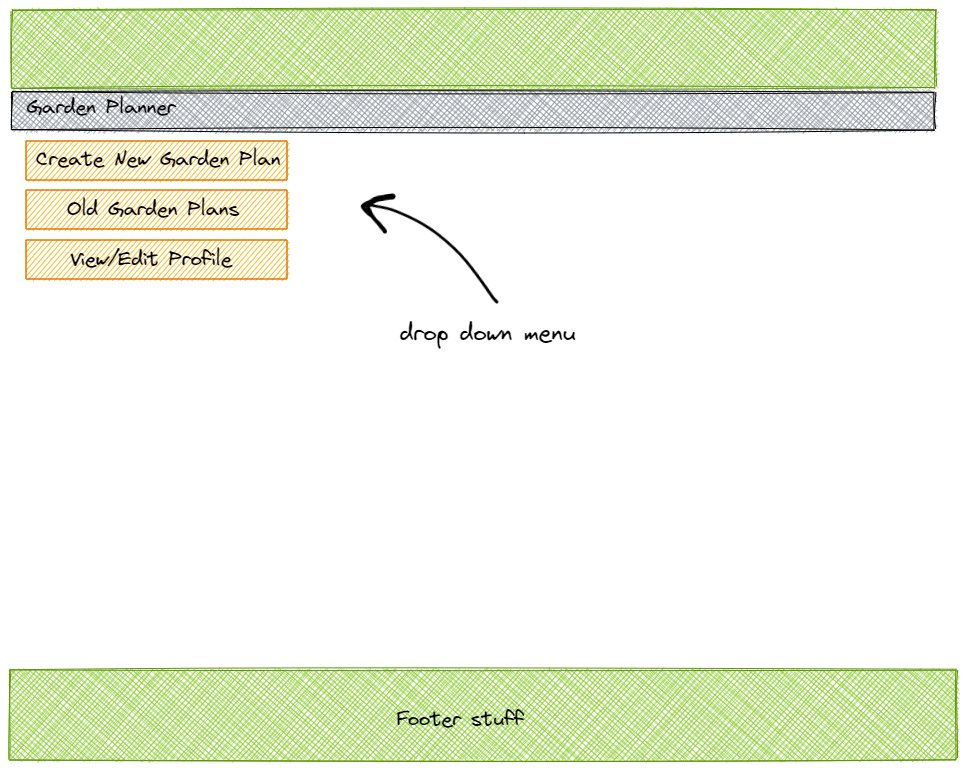 Garden Planner
Create New Garden Plan
Old Garden Plans
View/Edit Profile
drop down menu
Footer stuff